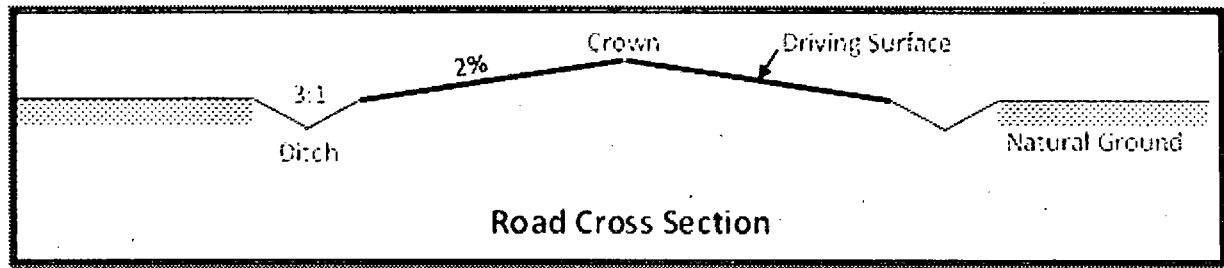 Crown
Driving Surface
2%
3:1
Ditch
Natural Ground
Road Cross Section